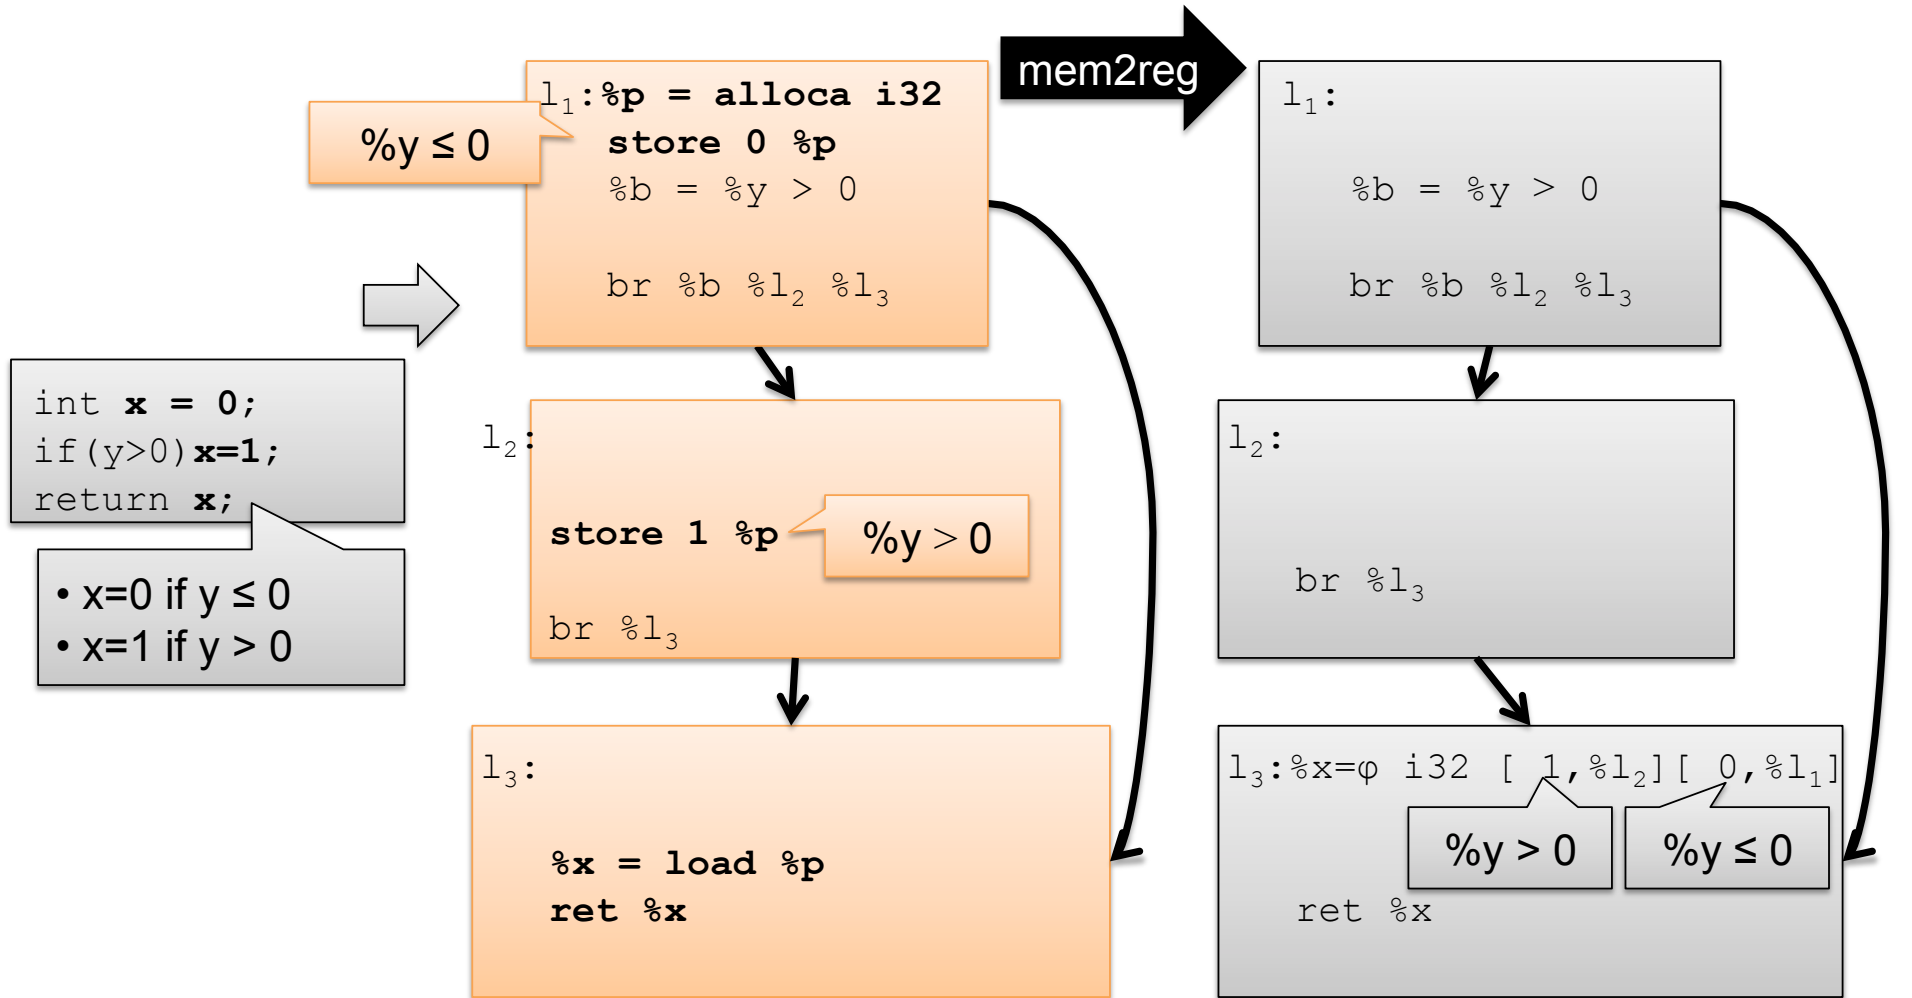 int x = 0;
if(y>0)x=1;
return x;
• x=0 if y ≤ 0
• x=1 if y > 0
%y ≤ 0
l₁:%p = alloca i32
store 0 %p
%b = %y > 0
br %b %l₂ %l₃
l₂:
store 1 %p
%y > 0
br %l₃
l₃:
%x = load %p
ret %x
mem2reg
l₁:
%b = %y > 0
br %b %l₂ %l₃
l₂:
br %l₃
l₃:%x=φ i32 [ 1,%l₂][ 0,%l₁]
%y > 0
%y ≤ 0
ret %x